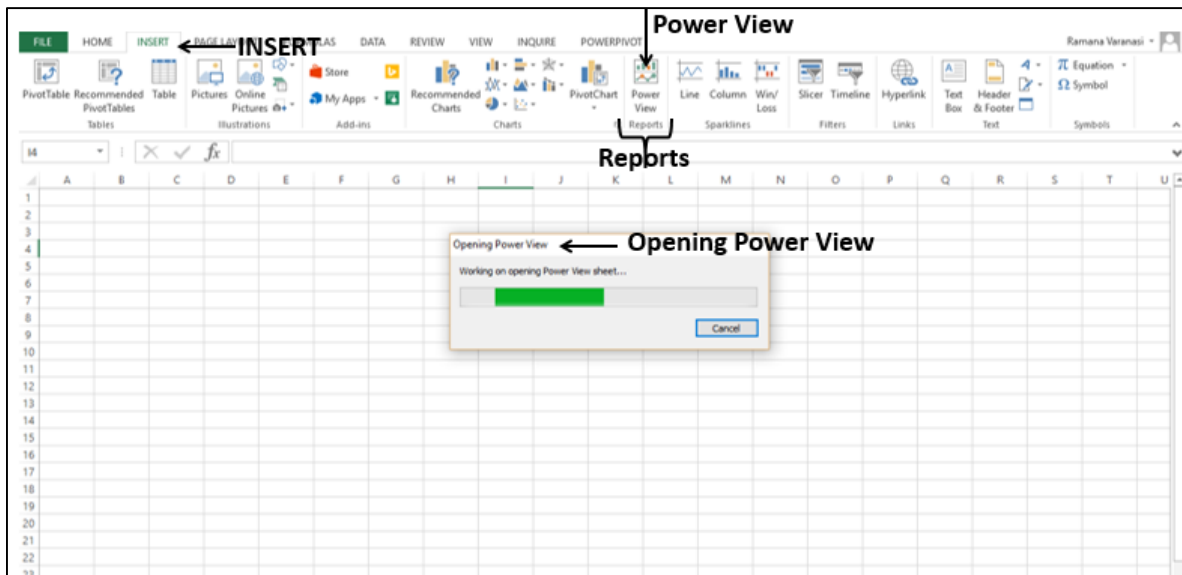 Power View
FILE HOME INSERT PAGE LAYOUT FORMULAS DATA REVIEW VIEW INQUIRE POWERPIVOT Ramana Varanasi
INSERT
PivotTable Recommended PivotTables Table Pictures Online Pictures Store My Apps Recommended Charts PivotChart Power View Line Column Win/ Loss Slicer Timeline Hyperlink Text Box Header & Footer π Equation Ω Symbol
Tables Illustrations Add-ins Charts Reports Sparklines Filters Links Text Symbols
Reports
I4 fx
A B C D E F G H I J K L M N O P Q R S T U
1
2
3
4
5
6
7
8
9
10
11
12
13
14
15
16
17
18
19
20
21
22
23
Opening Power View
Opening Power View
Working on opening Power View sheet...
Cancel